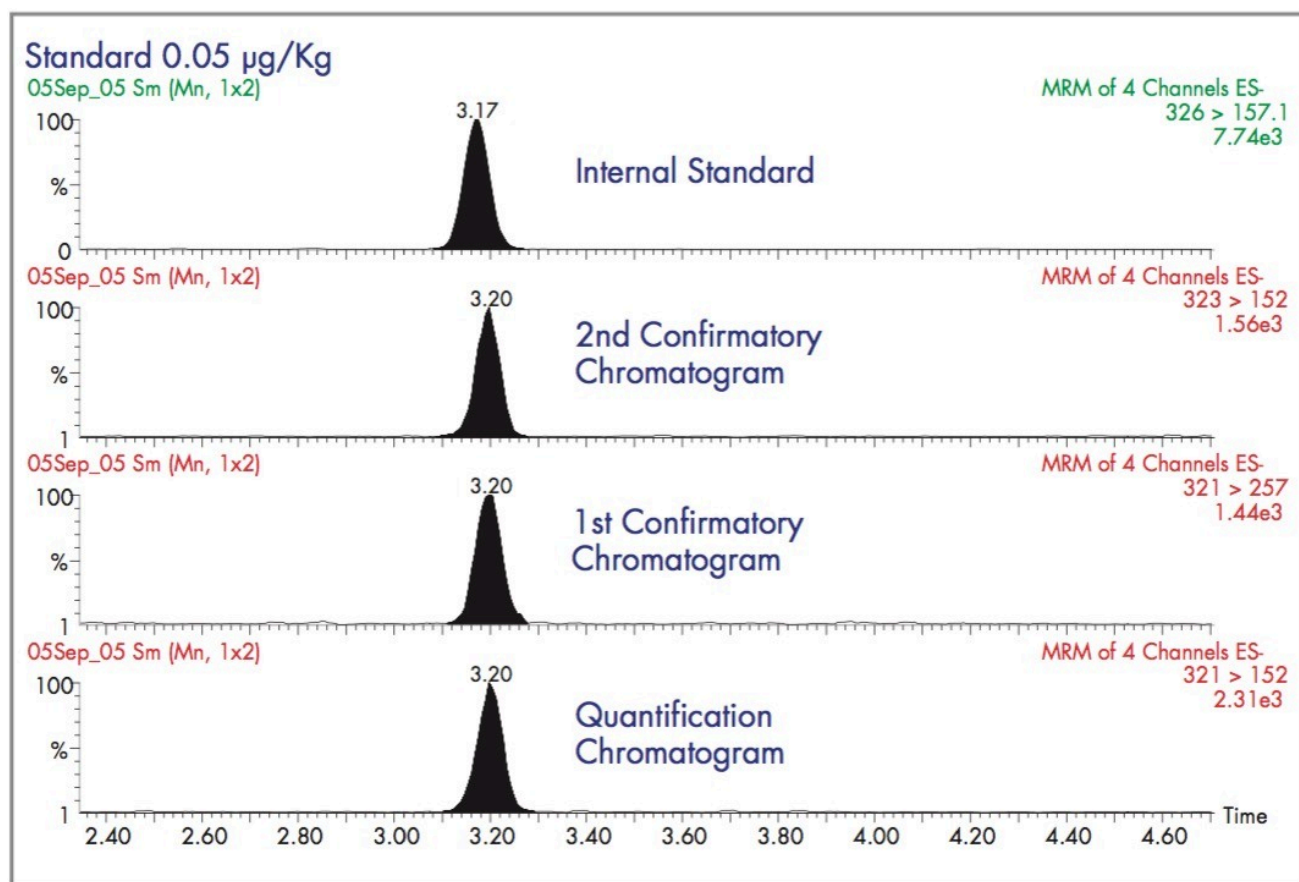 Standard 0.05 µg/Kg
05Sep_05 Sm (Mn, 1x2)
MRM of 4 Channels ES-
326 > 157.1
7.74e3
3.17
100
%
0
Internal Standard
05Sep_05 Sm (Mn, 1x2)
MRM of 4 Channels ES-
323 > 152
1.56e3
3.20
100
%
1
2nd Confirmatory
Chromatogram
05Sep_05 Sm (Mn, 1x2)
MRM of 4 Channels ES-
321 > 257
1.44e3
3.20
100
%
1
1st Confirmatory
Chromatogram
05Sep_05 Sm (Mn, 1x2)
MRM of 4 Channels ES-
321 > 152
2.31e3
3.20
100
%
1
Quantification
Chromatogram
Time
2.40 2.60 2.80 3.00 3.20 3.40 3.60 3.80 4.00 4.20 4.40 4.60